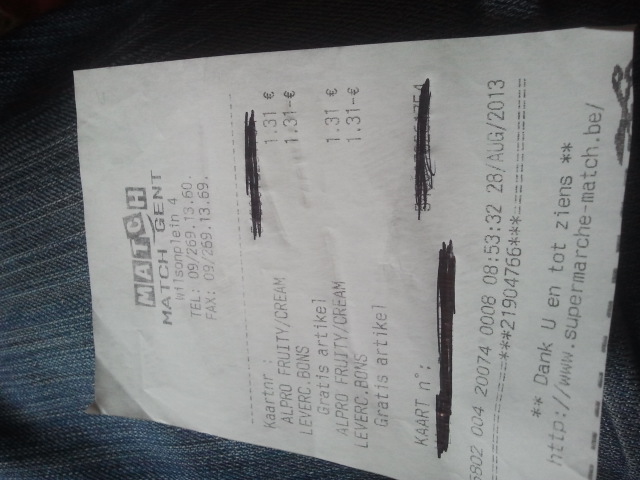 MATCH
MATCH GENT
Wilsonplein 4
TEL: 09/269.13.60.
FAX: 09/269.13.69.
Kaartnr :
ALPRO FRUITY/CREAM 1.31 €
LEVERC.BONS 1.31-€
Gratis artikel
ALPRO FRUITY/CREAM 1.31 €
LEVERC.BONS 1.31-€
Gratis artikel
KAART n°:
5802 004 20074 0008 08:53:32 28/AUG/2013
***21904766***
** Dank U en tot ziens **
http://www.supermarche-match.be/